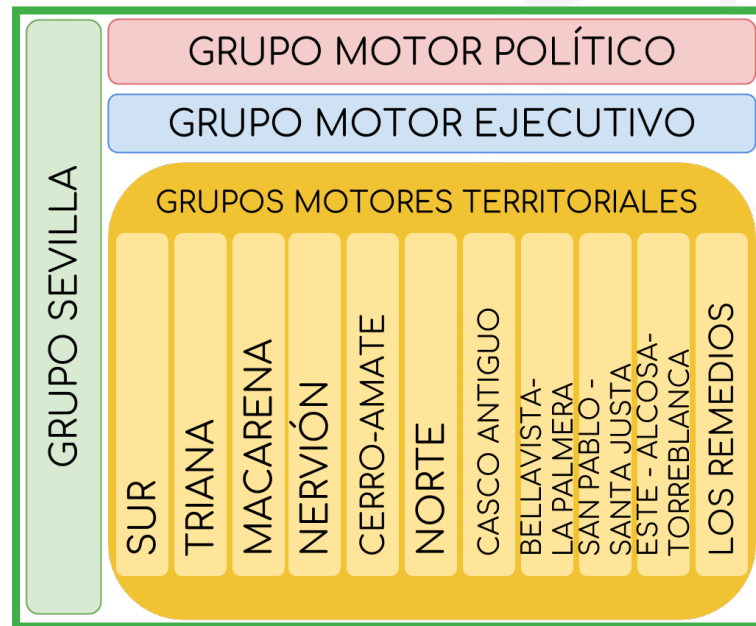 GRUPO SEVILLA
GRUPO MOTOR POLÍTICO
GRUPO MOTOR EJECUTIVO
GRUPOS MOTORES TERRITORIALES
SUR
TRIANA
MACARENA
NERVIÓN
CERRO-AMATE
NORTE
CASCO ANTIGUO
BELLAVISTA-
LA PALMERA
SAN PABLO -
SANTA JUSTA
ESTE - ALCOSA-
TORREBLANCA
LOS REMEDIOS